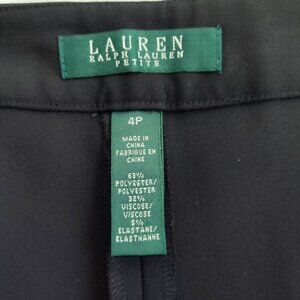 LAUREN
RALPH LAUREN
PETITE
4P
MADE IN
CHINA
FABRIQUE EN
CHINE
63%
POLYESTER/
POLYESTER
32%
VISCOSE/
VISCOSE
5%
ELASTANE/
ELASTHANNE